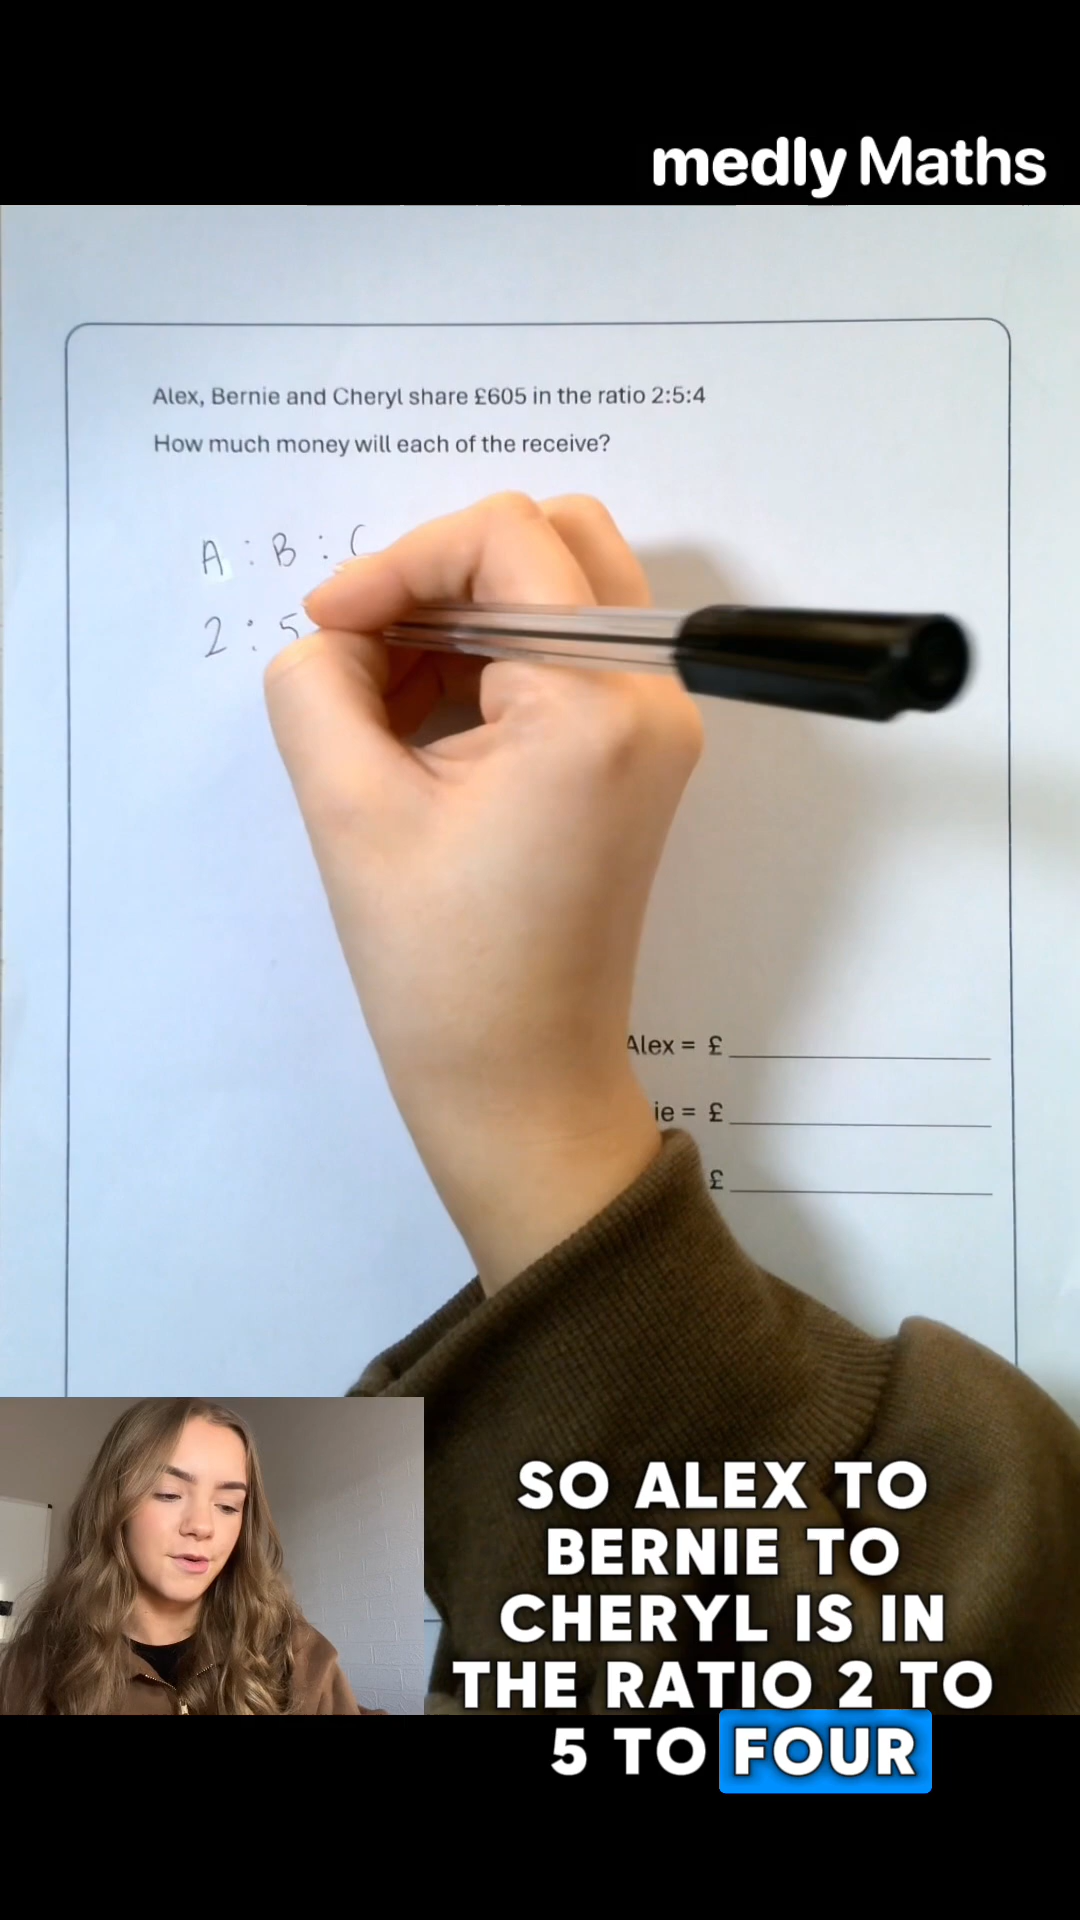 medly Maths
Alex, Bernie and Cheryl share £605 in the ratio 2:5:4
How much money will each of the receive?
A : B : C
2 : 5
Alex = £
ie = £
£
SO ALEX TO
BERNIE TO
CHERYL IS IN
THE RATIO 2 TO
5 TO FOUR